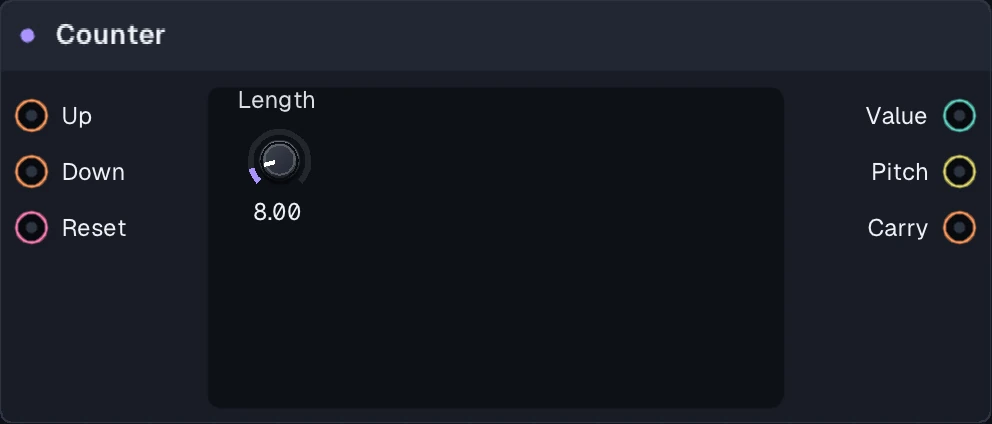 Counter
Up
Down
Reset
Length
8.00
Value
Pitch
Carry